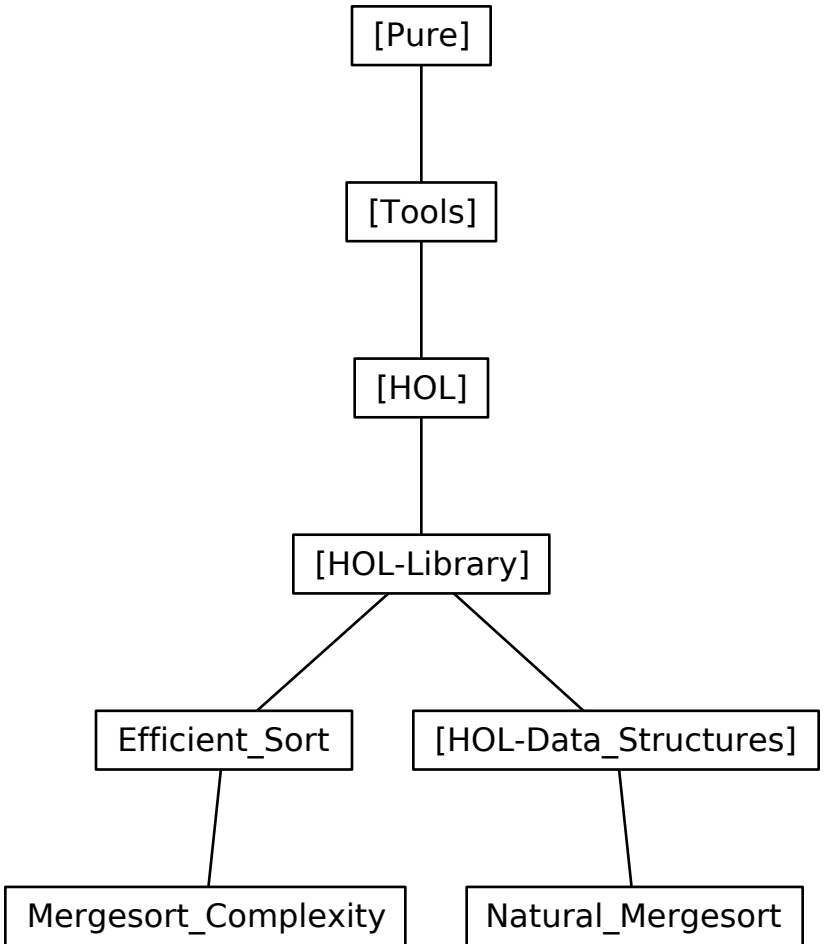 [Pure]
[Tools]
[HOL]
[HOL-Library]
Efficient_Sort
[HOL-Data_Structures]
Mergesort_Complexity
Natural_Mergesort